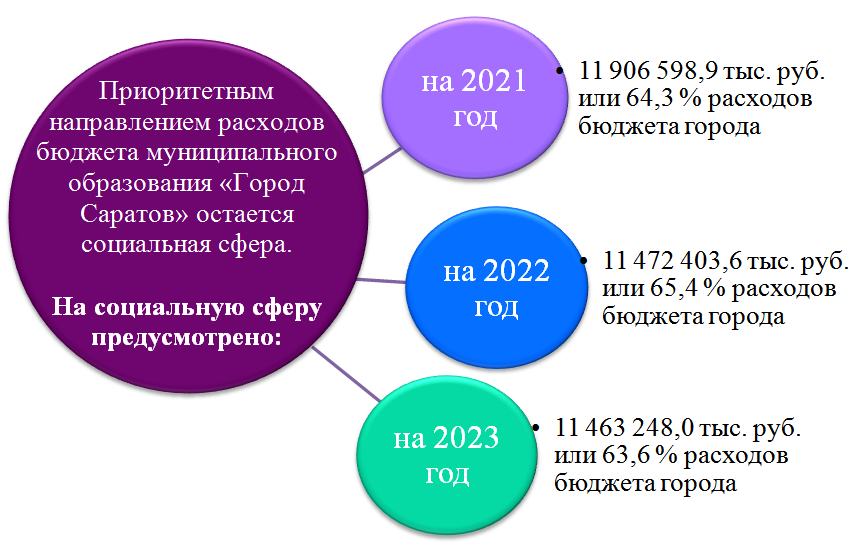 Приоритетным
направлением расходов
бюджета муниципального
образования «Город
Саратов» остается
социальная сфера.
На социальную сферу
предусмотрено:
на 2021
год
• 11 906 598,9 тыс. руб.
или 64,3 % расходов
бюджета города
на 2022
год
• 11 472 403,6 тыс. руб.
или 65,4 % расходов
бюджета города
на 2023
год
• 11 463 248,0 тыс. руб.
или 63,6 % расходов
бюджета города